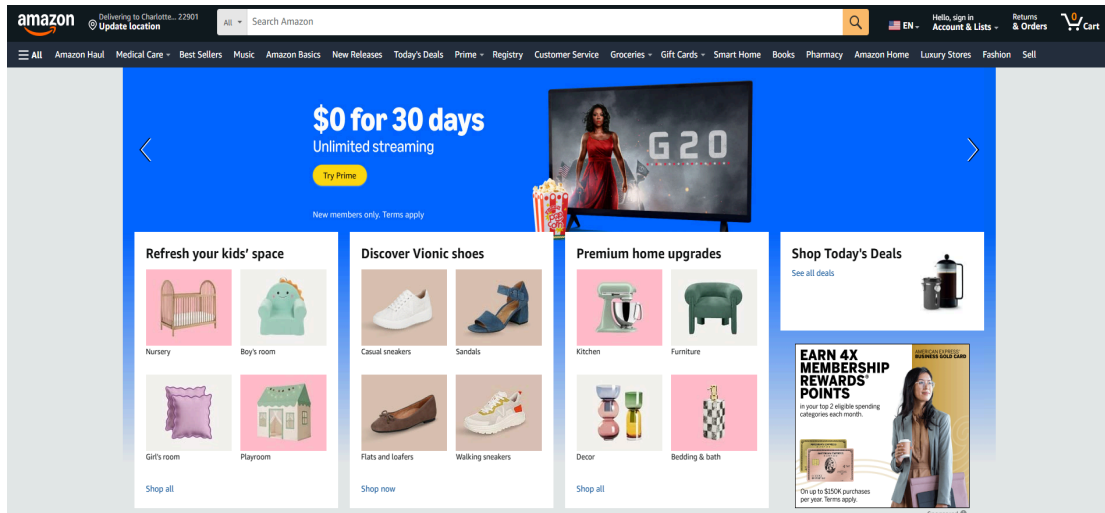 amazon
Delivering to Charlotte... 22901
Update location
All
Search Amazon
EN
Hello, sign in
Account & Lists
Returns
& Orders
0
Cart
All
Amazon Haul
Medical Care
Best Sellers
Music
Amazon Basics
New Releases
Today's Deals
Prime
Registry
Customer Service
Groceries
Gift Cards
Smart Home
Books
Pharmacy
Amazon Home
Luxury Stores
Fashion
Sell
$0 for 30 days
Unlimited streaming
Try Prime
New members only. Terms apply
G20
Refresh your kids' space
Nursery
Boy's room
Girl's room
Playroom
Shop all
Discover Vionic shoes
Casual sneakers
Sandals
Flats and loafers
Walking sneakers
Shop now
Premium home upgrades
Kitchen
Furniture
Decor
Bedding & bath
Shop all
Shop Today's Deals
See all deals
EARN 4X
MEMBERSHIP
REWARDS®
POINTS
in your top 2 eligible spending
categories each month.
AMERICAN EXPRESS®
BUSINESS GOLD CARD
On up to $150K purchases
per year. Terms apply.